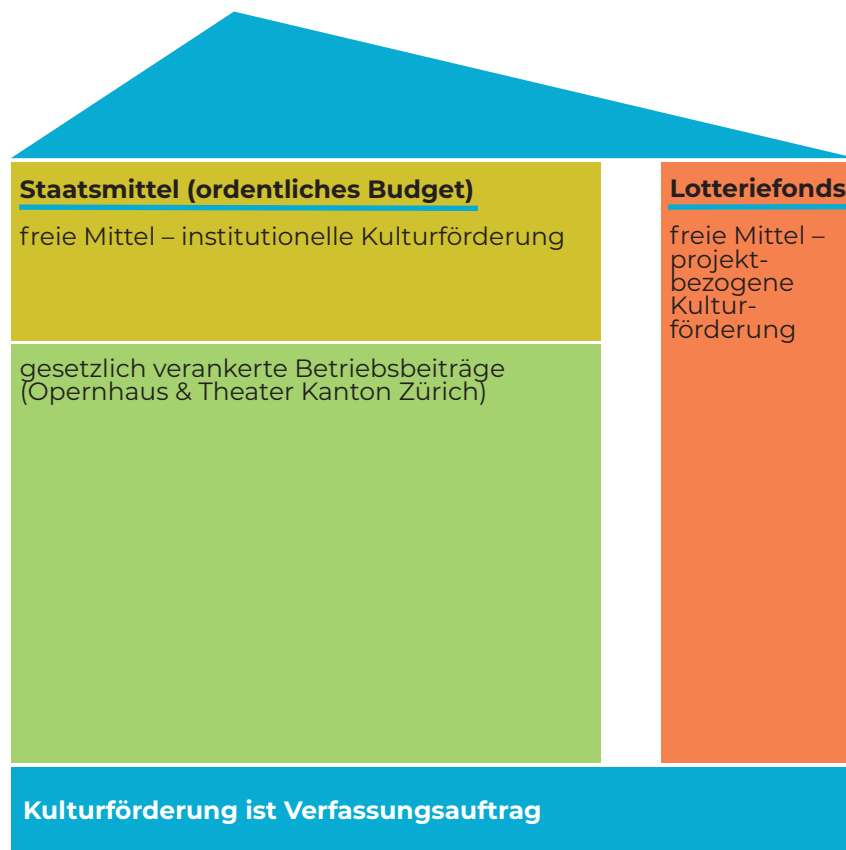 Staatsmittel (ordentliches Budget)
freie Mittel – institutionelle Kulturförderung
gesetzlich verankerte Betriebsbeiträge
(Opernhaus & Theater Kanton Zürich)
Lotteriefonds
freie Mittel –
projekt-
bezogene
Kultur-
förderung
Kulturförderung ist Verfassungsauftrag